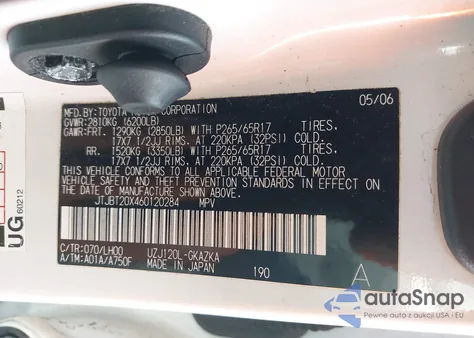 05/06
MFD.BY:TOYOTA MOTOR CORPORATION
GVWR:2810KG (6200LB)
GAWR:FRT. 1290KG (2850LB) WITH P265/65R17 TIRES,
17X7 1/2JJ RIMS, AT 220KPA (32PSI) COLD.
RR. 1520KG (3350LB) WITH P265/65R17 TIRES,
17X7 1/2JJ RIMS, AT 220KPA (32PSI) COLD.
THIS VEHICLE CONFORMS TO ALL APPLICABLE FEDERAL MOTOR
VEHICLE SAFETY AND THEFT PREVENTION STANDARDS IN EFFECT ON
THE DATE OF MANUFACTURE SHOWN ABOVE.
JTJBT20X460120284 MPV
C/TR:070/LH00 UZJ120L-GKAZKA
A/TM:A01A/A750F MADE IN JAPAN 190 A
UG 60212
autaSnap
Pewne auta z aukcji USA i EU